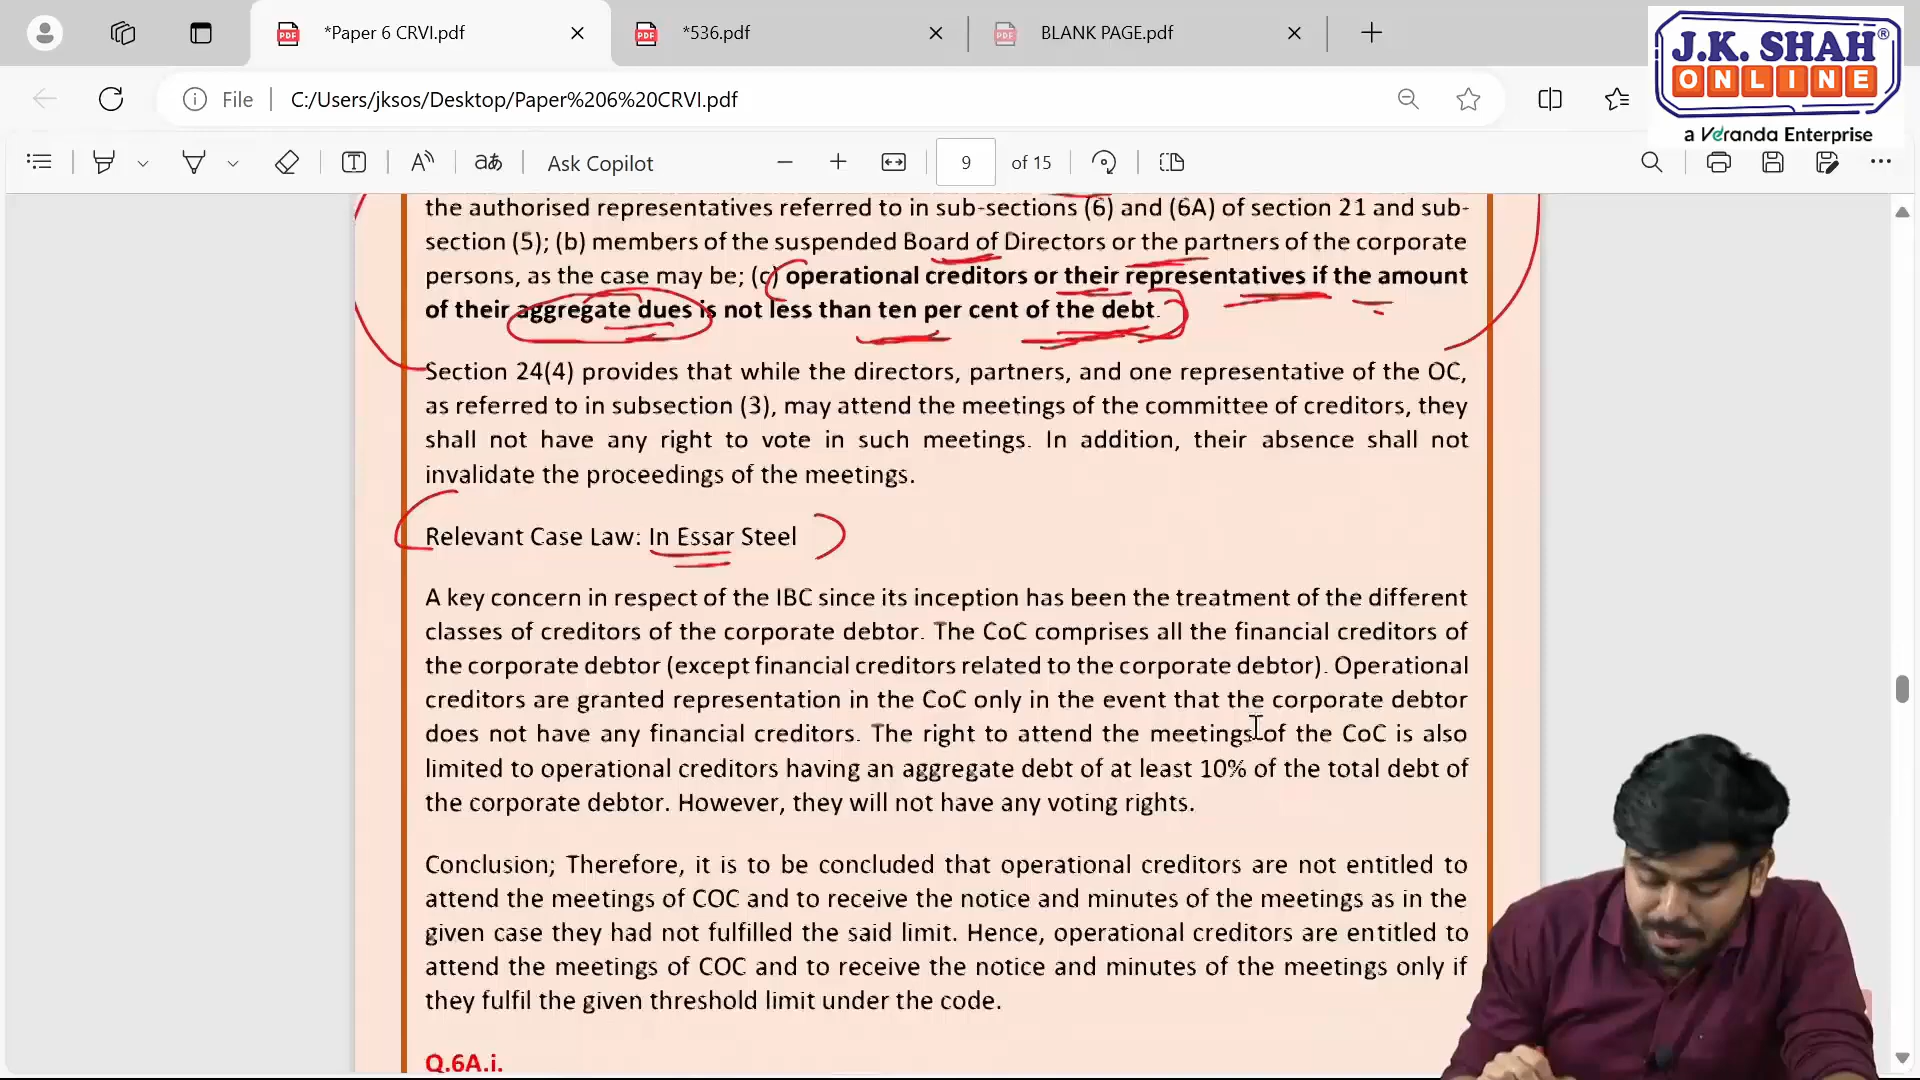 *Paper 6 CRVI.pdf
*536.pdf
BLANK PAGE.pdf
J.K. SHAH®
ONLINE
a Veranda Enterprise
File
C:/Users/jksos/Desktop/Paper%206%20CRVI.pdf
Ask Copilot
9 of 15
the authorised representatives referred to in sub-sections (6) and (6A) of section 21 and sub-
section (5); (b) members of the suspended Board of Directors or the partners of the corporate
persons, as the case may be; (c) operational creditors or their representatives if the amount
of their aggregate dues is not less than ten per cent of the debt.
Section 24(4) provides that while the directors, partners, and one representative of the OC,
as referred to in subsection (3), may attend the meetings of the committee of creditors, they
shall not have any right to vote in such meetings. In addition, their absence shall not
invalidate the proceedings of the meetings.
Relevant Case Law: In Essar Steel
A key concern in respect of the IBC since its inception has been the treatment of the different
classes of creditors of the corporate debtor. The CoC comprises all the financial creditors of
the corporate debtor (except financial creditors related to the corporate debtor). Operational
creditors are granted representation in the CoC only in the event that the corporate debtor
does not have any financial creditors. The right to attend the meetings of the CoC is also
limited to operational creditors having an aggregate debt of at least 10% of the total debt of
the corporate debtor. However, they will not have any voting rights.
Conclusion; Therefore, it is to be concluded that operational creditors are not entitled to
attend the meetings of COC and to receive the notice and minutes of the meetings as in the
given case they had not fulfilled the said limit. Hence, operational creditors are entitled to
attend the meetings of COC and to receive the notice and minutes of the meetings only if
they fulfil the given threshold limit under the code.
Q.6A.i.